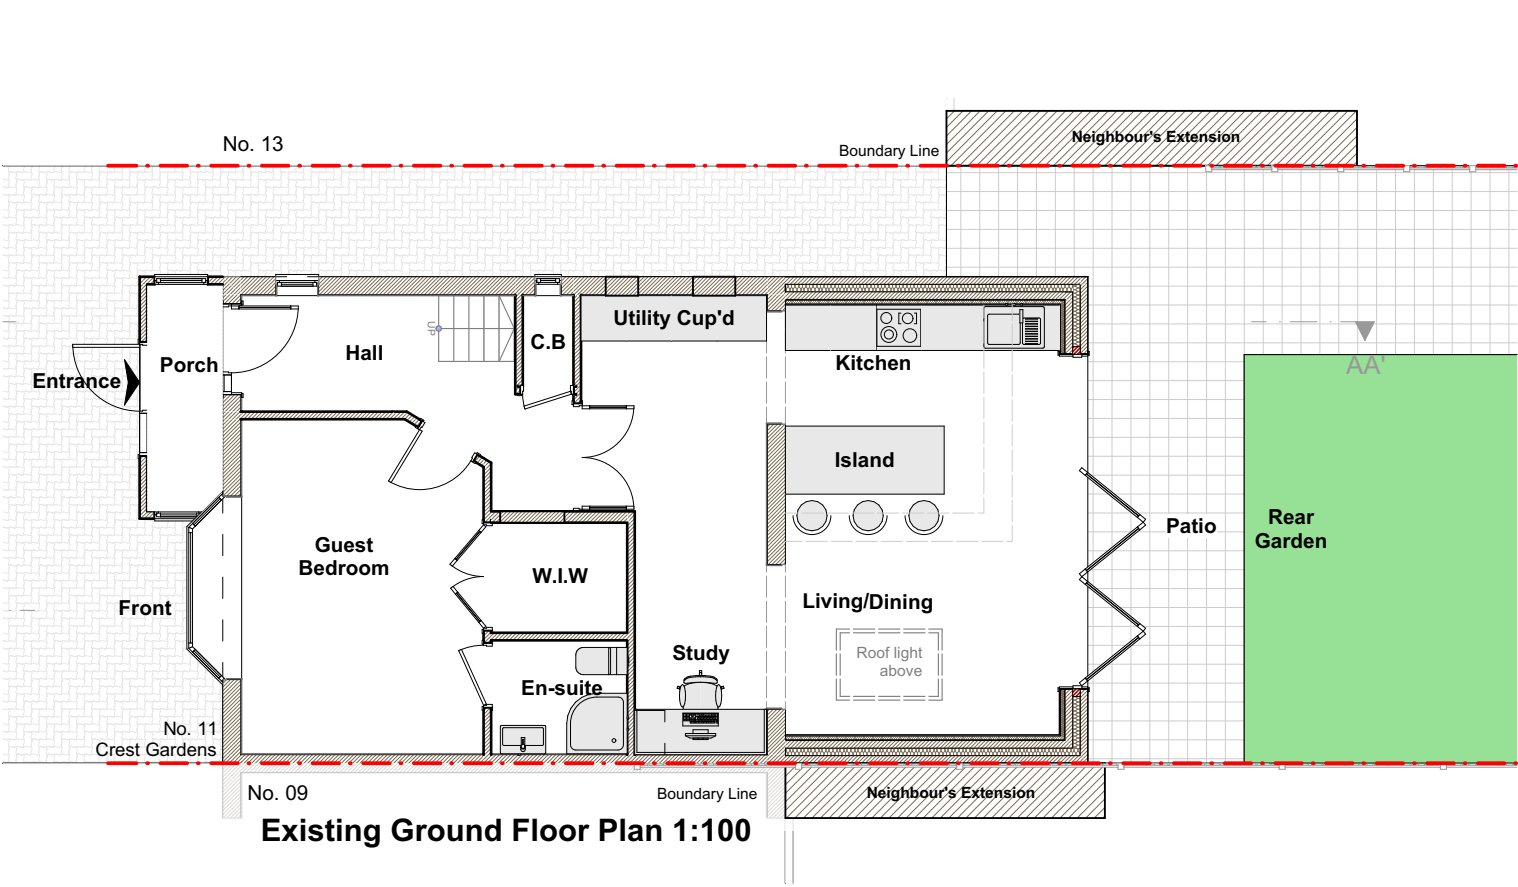 Neighbour's Extension
No. 13
Boundary Line
Utility Cup'd
UP
C.B
Hall
Porch
Kitchen
AA'
Entrance
Island
Rear
Garden
Patio
Guest
Bedroom
W.I.W
Front
Living/Dining
Study
Roof light
above
En-suite
No. 11
Crest Gardens
No. 09
Boundary Line
Neighbour's Extension
Existing Ground Floor Plan 1:100